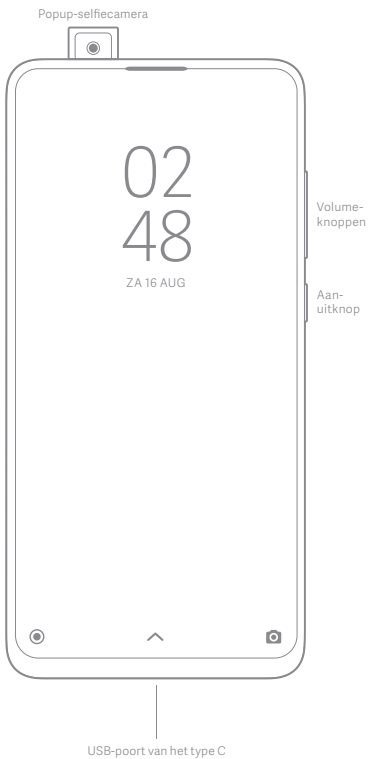 Popup-selfiecamera
02
48
ZA 16 AUG
Volume-
knoppen
Aan-
uitknop
USB-poort van het type C